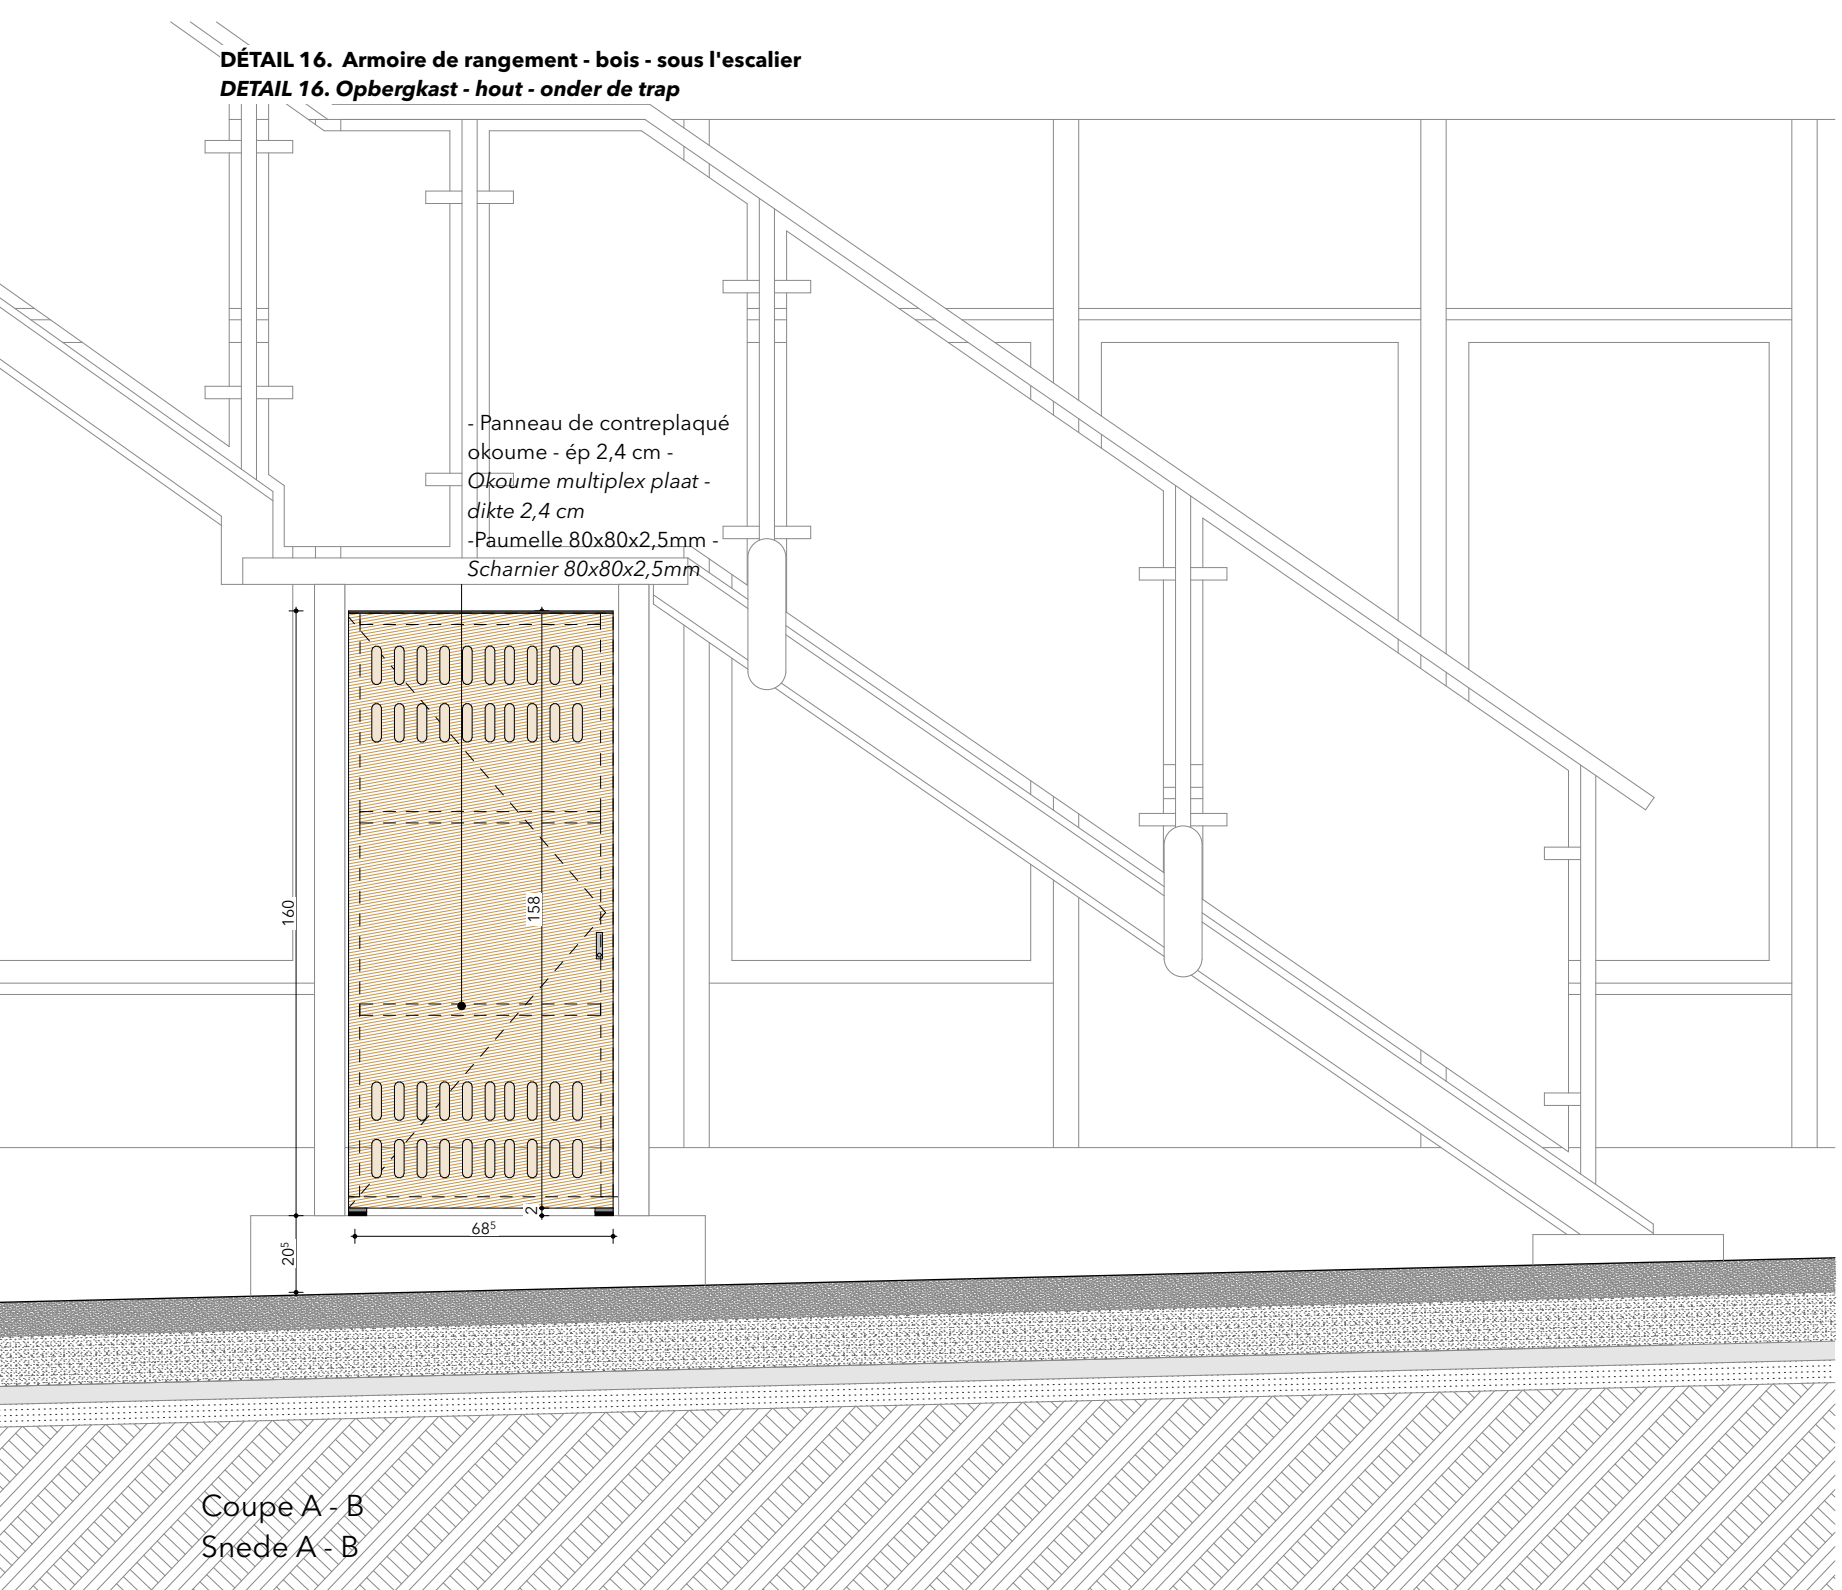 DÉTAIL 16. Armoire de rangement - bois - sous l'escalier
DETAIL 16. Opbergkast - hout - onder de trap
- Panneau de contreplaqué
okoume - ép 2,4 cm -
Okoume multiplex plaat -
dikte 2,4 cm
-Paumelle 80x80x2,5mm -
Scharnier 80x80x2,5mm
160
158
2
68⁵
20⁵
Coupe A - B
Snede A - B